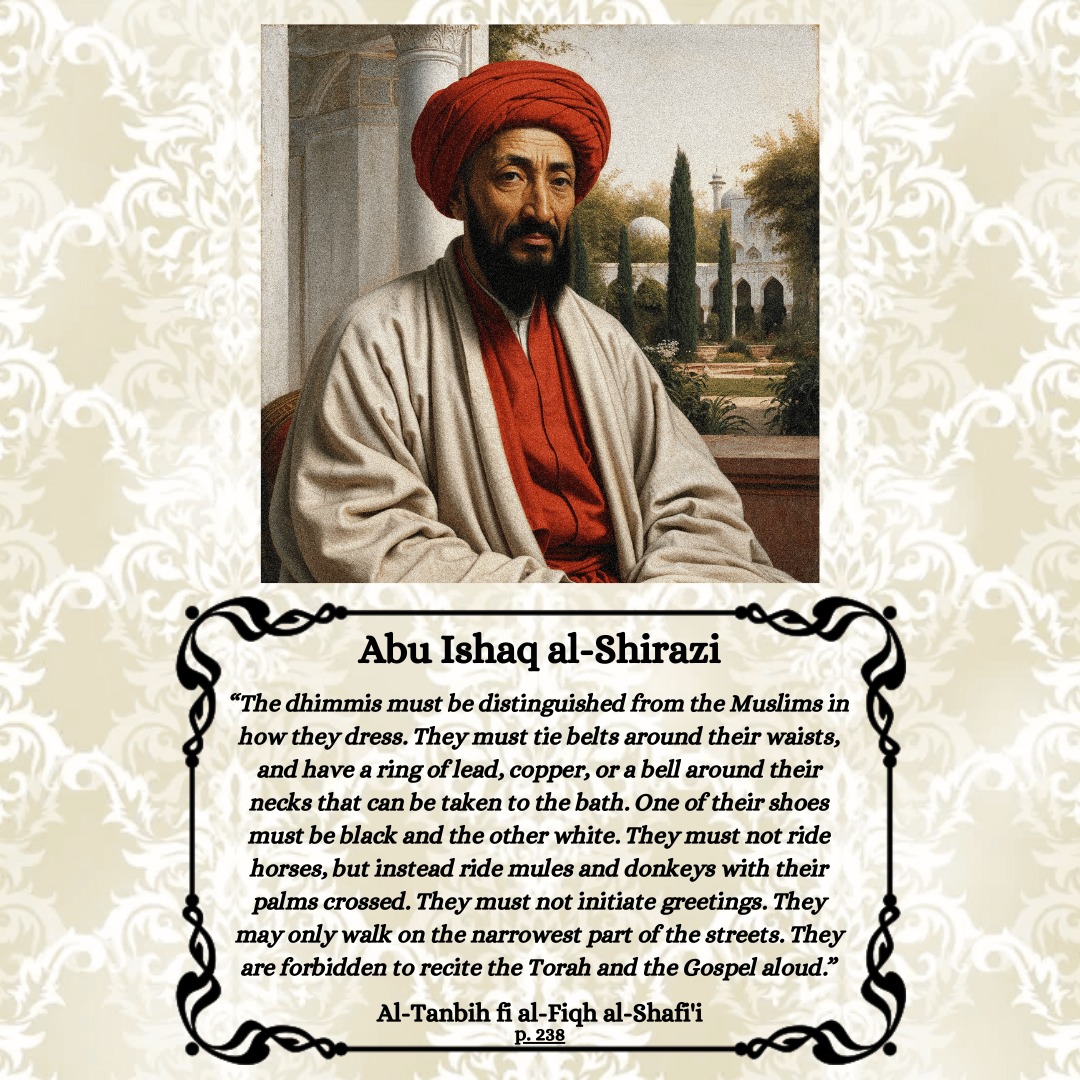 Abu Ishaq al-Shirazi
“The dhimmis must be distinguished from the Muslims in
how they dress. They must tie belts around their waists,
and have a ring of lead, copper, or a bell around their
necks that can be taken to the bath. One of their shoes
must be black and the other white. They must not ride
horses, but instead ride mules and donkeys with their
palms crossed. They must not initiate greetings. They
may only walk on the narrowest part of the streets. They
are forbidden to recite the Torah and the Gospel aloud.”
Al-Tanbih fi al-Fiqh al-Shafi'i
p. 238